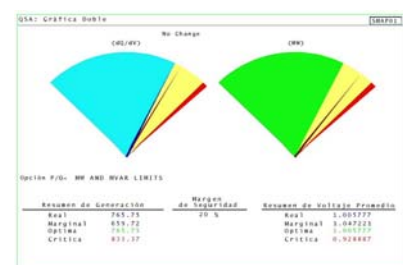 QSA: Gráfica Doble
SNAP01
No Change
(dQ/dV)
(MW)
Opción P/Q= MW AND MVAR LIMITS
Resumen de Generación
Margen de Seguridad
Resumen de Voltaje Promedio
Real 765.75
20 %
Real 1.005777
Marginal 659.72
Marginal 1.047223
Optima 765.75
Optima 1.005777
Critica 833.37
Critica 0.928887